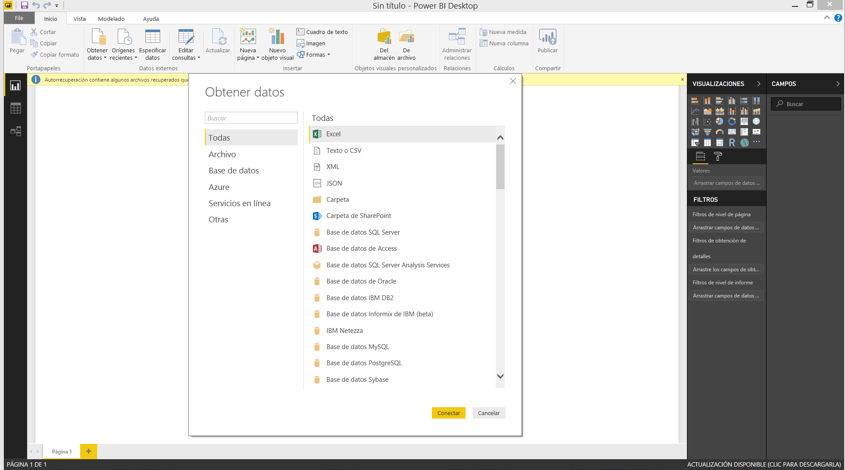 Sin título - Power BI Desktop
File
Inicio
Vista
Modelado
Ayuda
Pegar
Cortar
Copiar
Copiar formato
Portapapeles
Obtener datos
Orígenes recientes
Especificar datos
Datos externos
Editar consultas
Actualizar
Nueva página
Nuevo objeto visual
Cuadro de texto
Imagen
Formas
Insertar
Del almacén
De archivo
Objetos visuales personalizados
Administrar relaciones
Relaciones
Nueva medida
Nueva columna
Cálculos
Publicar
Compartir
Autorrecuperación contiene algunos archivos recuperados
Obtener datos
Buscar
Todas
Archivo
Base de datos
Azure
Servicios en línea
Otras
Todas
Excel
Texto o CSV
XML
JSON
Carpeta
Carpeta de SharePoint
Base de datos SQL Server
Base de datos de Access
Base de datos SQL Server Analysis Services
Base de datos de Oracle
Base de datos IBM DB2
Base de datos Informix de IBM (beta)
IBM Netezza
Base de datos MySQL
Base de datos PostgreSQL
Base de datos Sybase
Conectar
Cancelar
VISUALIZACIONES
Valores
Arrastrar campos de datos...
FILTROS
Filtros de nivel de página
Arrastrar campos de datos...
Filtros de obtención de
detalles
Arrastre los campos de obt...
Filtros de nivel de informe
Arrastrar campos de datos...
CAMPOS
Buscar
Página 1
PÁGINA 1 DE 1
ACTUALIZACIÓN DISPONIBLE (CLIC PARA DESCARGARLA)